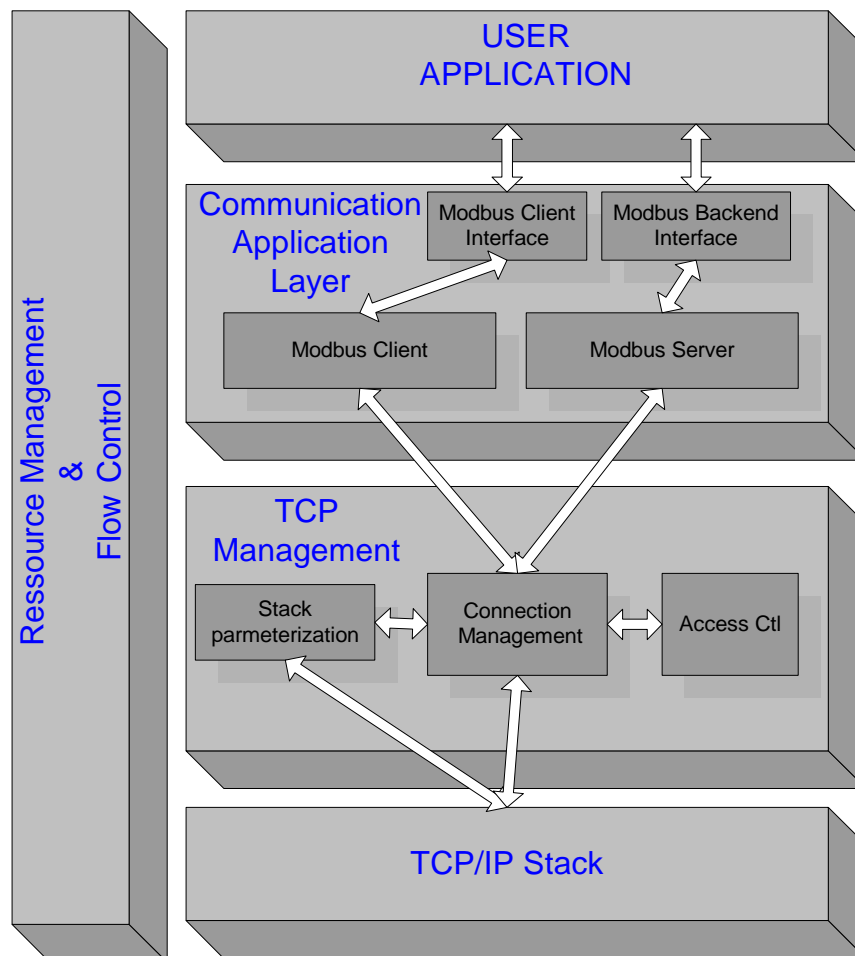 USER
APPLICATION
Communication
Application
Layer
Modbus Client
Interface
Modbus Backend
Interface
Modbus Client
Modbus Server
Ressource Management
&
Flow Control
TCP
Management
Stack
parmeterization
Connection
Management
Access Ctl
TCP/IP Stack